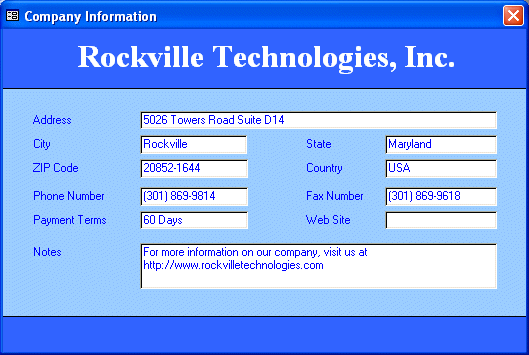 Company Information
Rockville Technologies, Inc.
Address 5026 Towers Road Suite D14
City Rockville State Maryland
ZIP Code 20852-1644 Country USA
Phone Number (301) 869-9814 Fax Number (301) 869-9618
Payment Terms 60 Days Web Site
Notes For more information on our company, visit us at
http://www.rockvilletechnologies.com